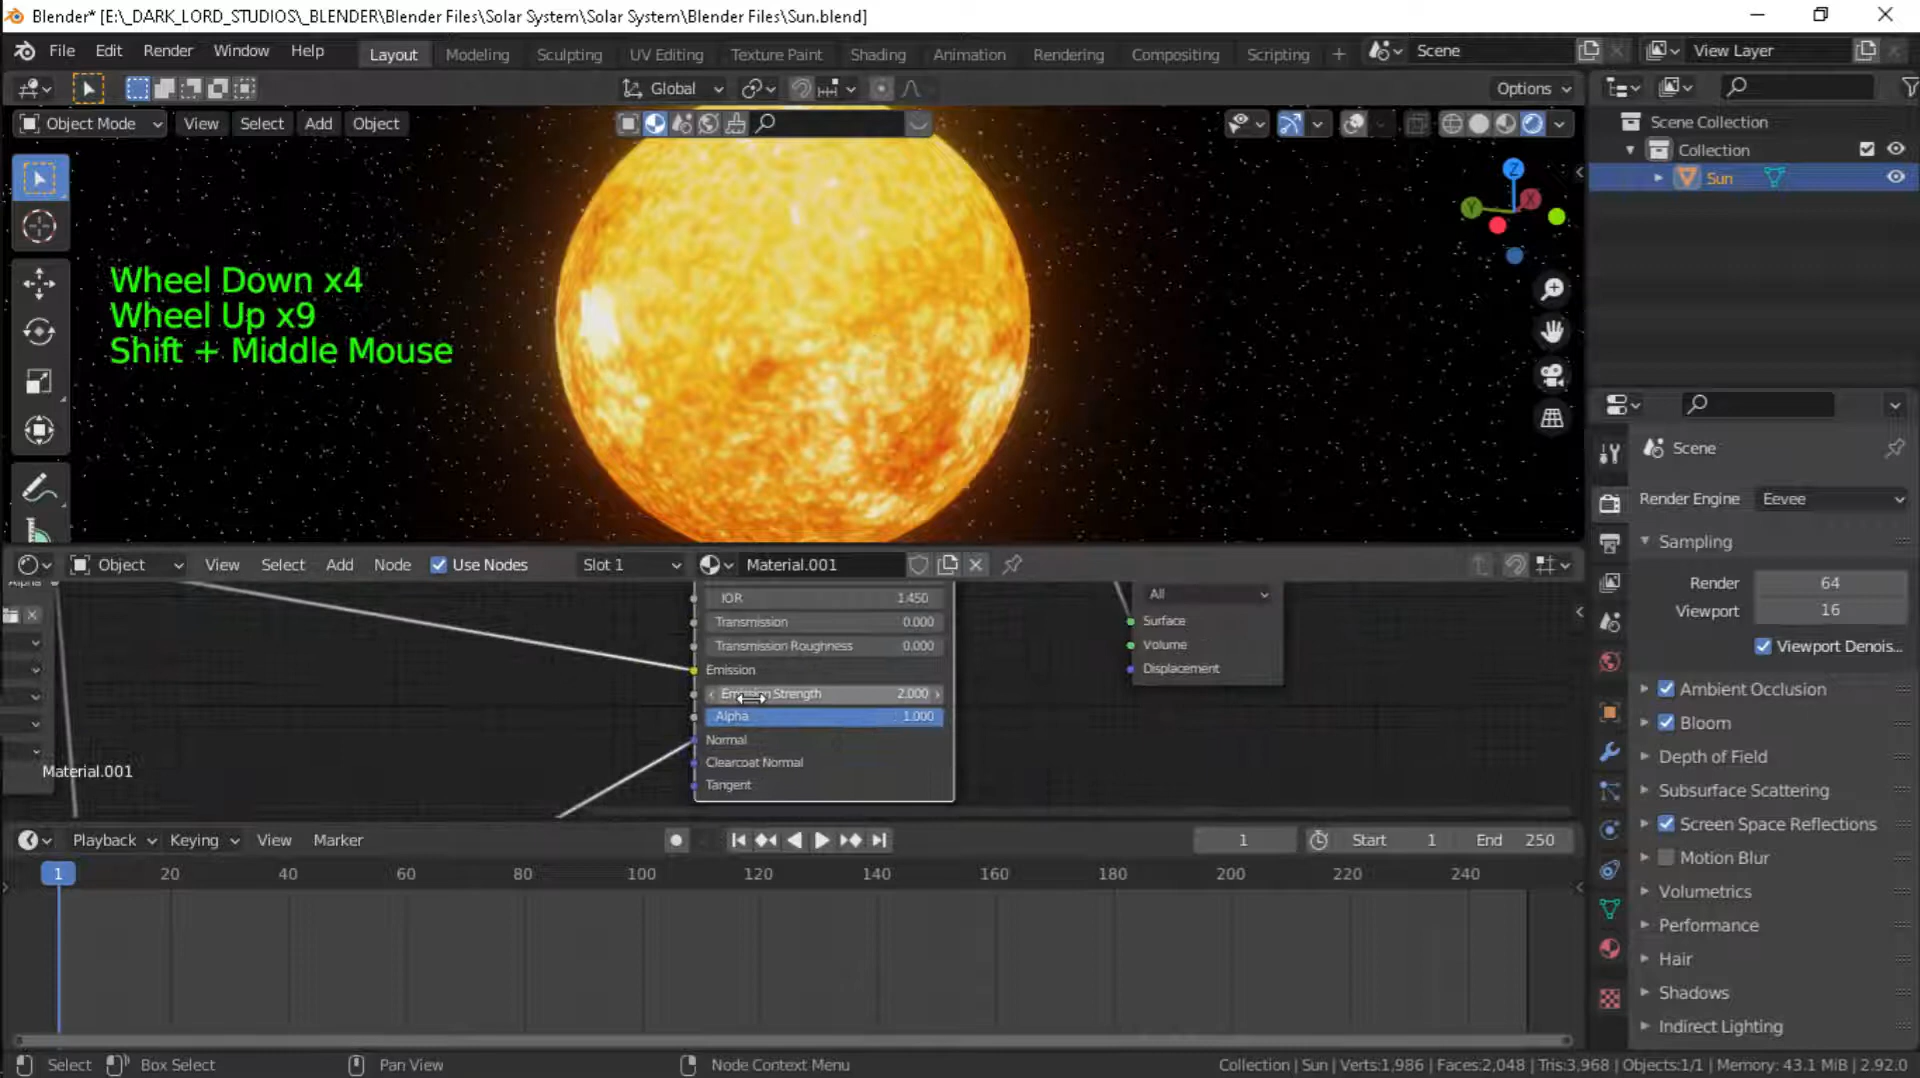 Blender* [E:\_DARK_LORD_STUDIOS\_BLENDER\Blender Files\Solar System\Solar System\Blender Files\Sun.blend]
File Edit Render Window Help Layout Modeling Sculpting UV Editing Texture Paint Shading Animation Rendering Compositing Scripting + Scene View Layer
Global Options
Object Mode View Select Add Object
Scene Collection
Collection
Sun
Z
Y
X
Wheel Down x4
Wheel Up x9
Shift + Middle Mouse
Scene
Render Engine Eevee
Sampling
Render 64
Viewport 16
Viewport Denois...
Ambient Occlusion
Bloom
Depth of Field
Subsurface Scattering
Screen Space Reflections
Motion Blur
Volumetrics
Performance
Hair
Shadows
Indirect Lighting
Object View Select Add Node Use Nodes Slot 1 Material.001
Alpha
IOR 1.450
Transmission 0.000
Transmission Roughness 0.000
Emission
Emission Strength 2.000
Alpha 1.000
Normal
Clearcoat Normal
Tangent
All
Surface
Volume
Displacement
Material.001
Playback Keying View Marker 1 Start 1 End 250
1 20 40 60 80 100 120 140 160 180 200 220 240
Select Box Select Pan View Node Context Menu Collection | Sun | Verts:1,986 | Faces:2,048 | Tris:3,968 | Objects:1/1 | Memory: 43.1 MiB | 2.92.0